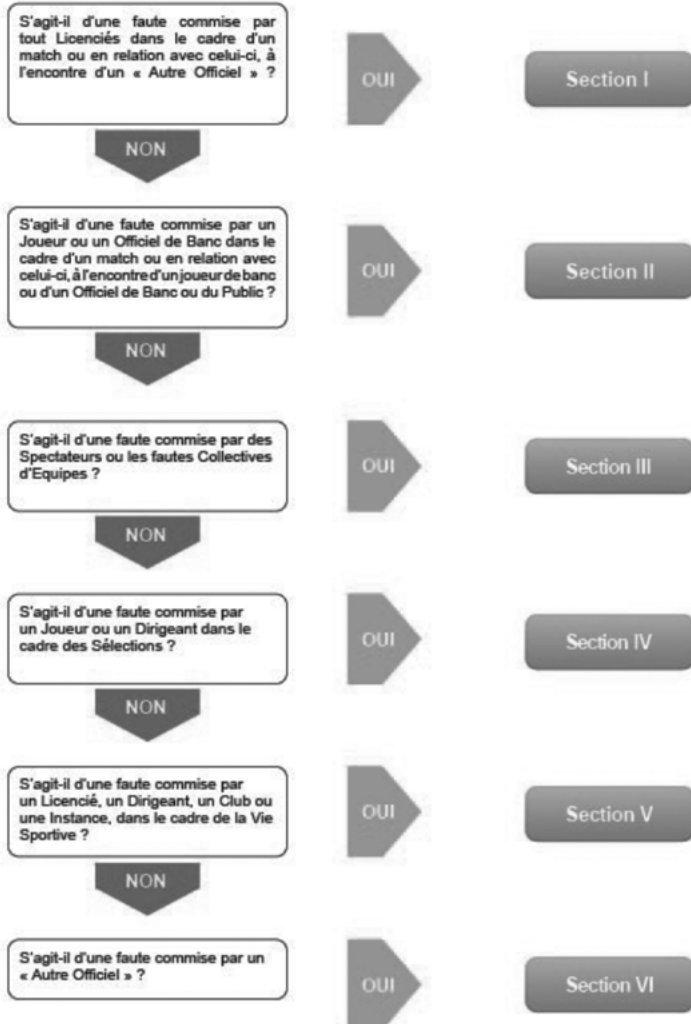 S'agit-il d'une faute commise par
tout Licenciés dans le cadre d'un
match ou en relation avec celui-ci, à
l'encontre d'un « Autre Officiel » ?
OUI
Section I
NON
S'agit-il d'une faute commise par un
Joueur ou un Officiel de Banc dans le
cadre d'un match ou en relation avec
celui-ci, à l'encontre d'un joueur de banc
ou d'un Officiel de Banc ou du Public ?
OUI
Section II
NON
S'agit-il d'une faute commise par des
Spectateurs ou les fautes Collectives
d'Equipes ?
OUI
Section III
NON
S'agit-il d'une faute commise par
un Joueur ou un Dirigeant dans le
cadre des Sélections ?
OUI
Section IV
NON
S'agit-il d'une faute commise par
un Licencié, un Dirigeant, un Club ou
une Instance, dans le cadre de la Vie
Sportive ?
OUI
Section V
NON
S'agit-il d'une faute commise par un
« Autre Officiel » ?
OUI
Section VI